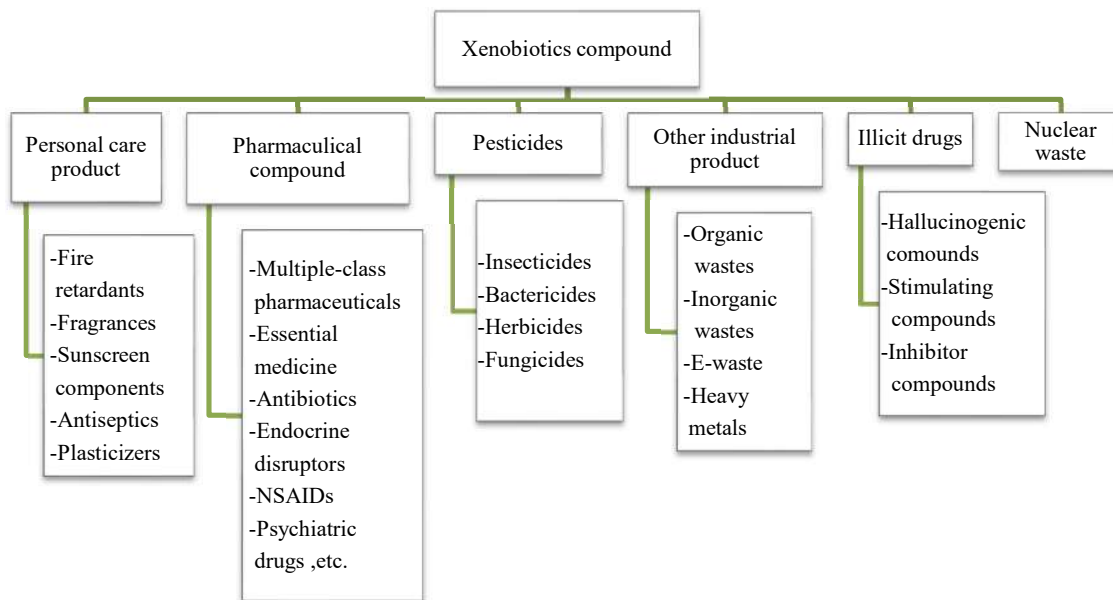 Xenobiotics compound
Personal care
product
Pharmaculical
compound
Pesticides
Other industrial
product
Illicit drugs
Nuclear
waste
-Fire
retardants
-Fragrances
-Sunscreen
components
-Antiseptics
-Plasticizers
-Multiple-class
pharmaceuticals
-Essential
medicine
-Antibiotics
-Endocrine
disruptors
-NSAIDs
-Psychiatric
drugs ,etc.
-Insecticides
-Bactericides
-Herbicides
-Fungicides
-Organic
wastes
-Inorganic
wastes
-E-waste
-Heavy
metals
-Hallucinogenic
comounds
-Stimulating
compounds
-Inhibitor
compounds